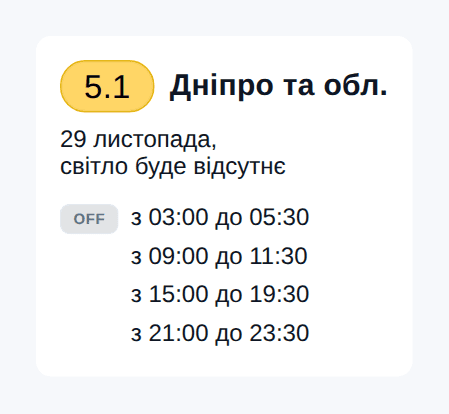 5.1 Дніпро та обл.
29 листопада,
світло буде відсутнє
OFF з 03:00 до 05:30
з 09:00 до 11:30
з 15:00 до 19:30
з 21:00 до 23:30